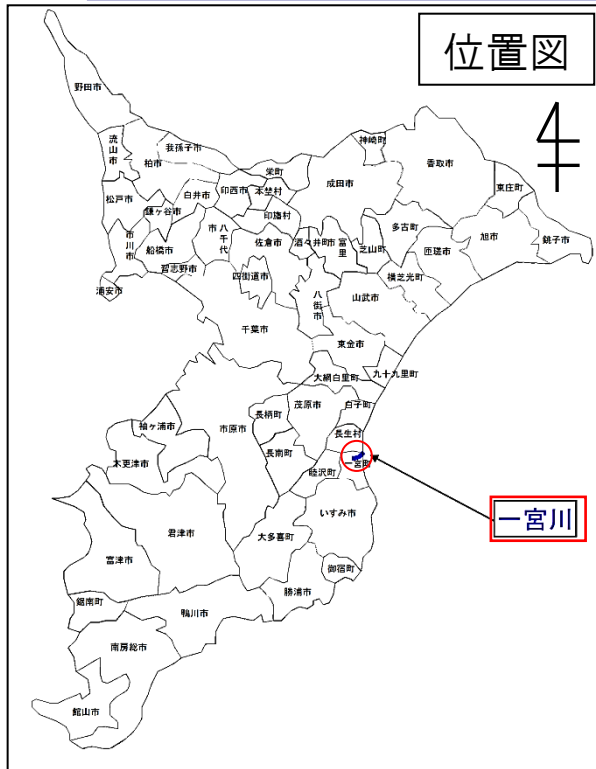 位置図
野田市
流山市
柏市
我孫子市
松戸市
鎌ヶ谷市
白井市
印西市
本埜村
栄町
印旛村
成田市
神崎町
香取市
東庄町
銚子市
旭市
匝瑳市
多古町
芝山町
横芝光町
市川市
船橋市
習志野市
八千代市
佐倉市
酒々井町
富里市
浦安市
四街道市
八街市
山武市
千葉市
東金市
大網白里町
九十九里町
茂原市
白子町
長柄町
市原市
袖ヶ浦市
長生村
長南町
一宮町
睦沢町
木更津市
一宮川
いすみ市
君津市
大多喜町
富津市
御宿町
勝浦市
鋸南町
鴨川市
南房総市
館山市